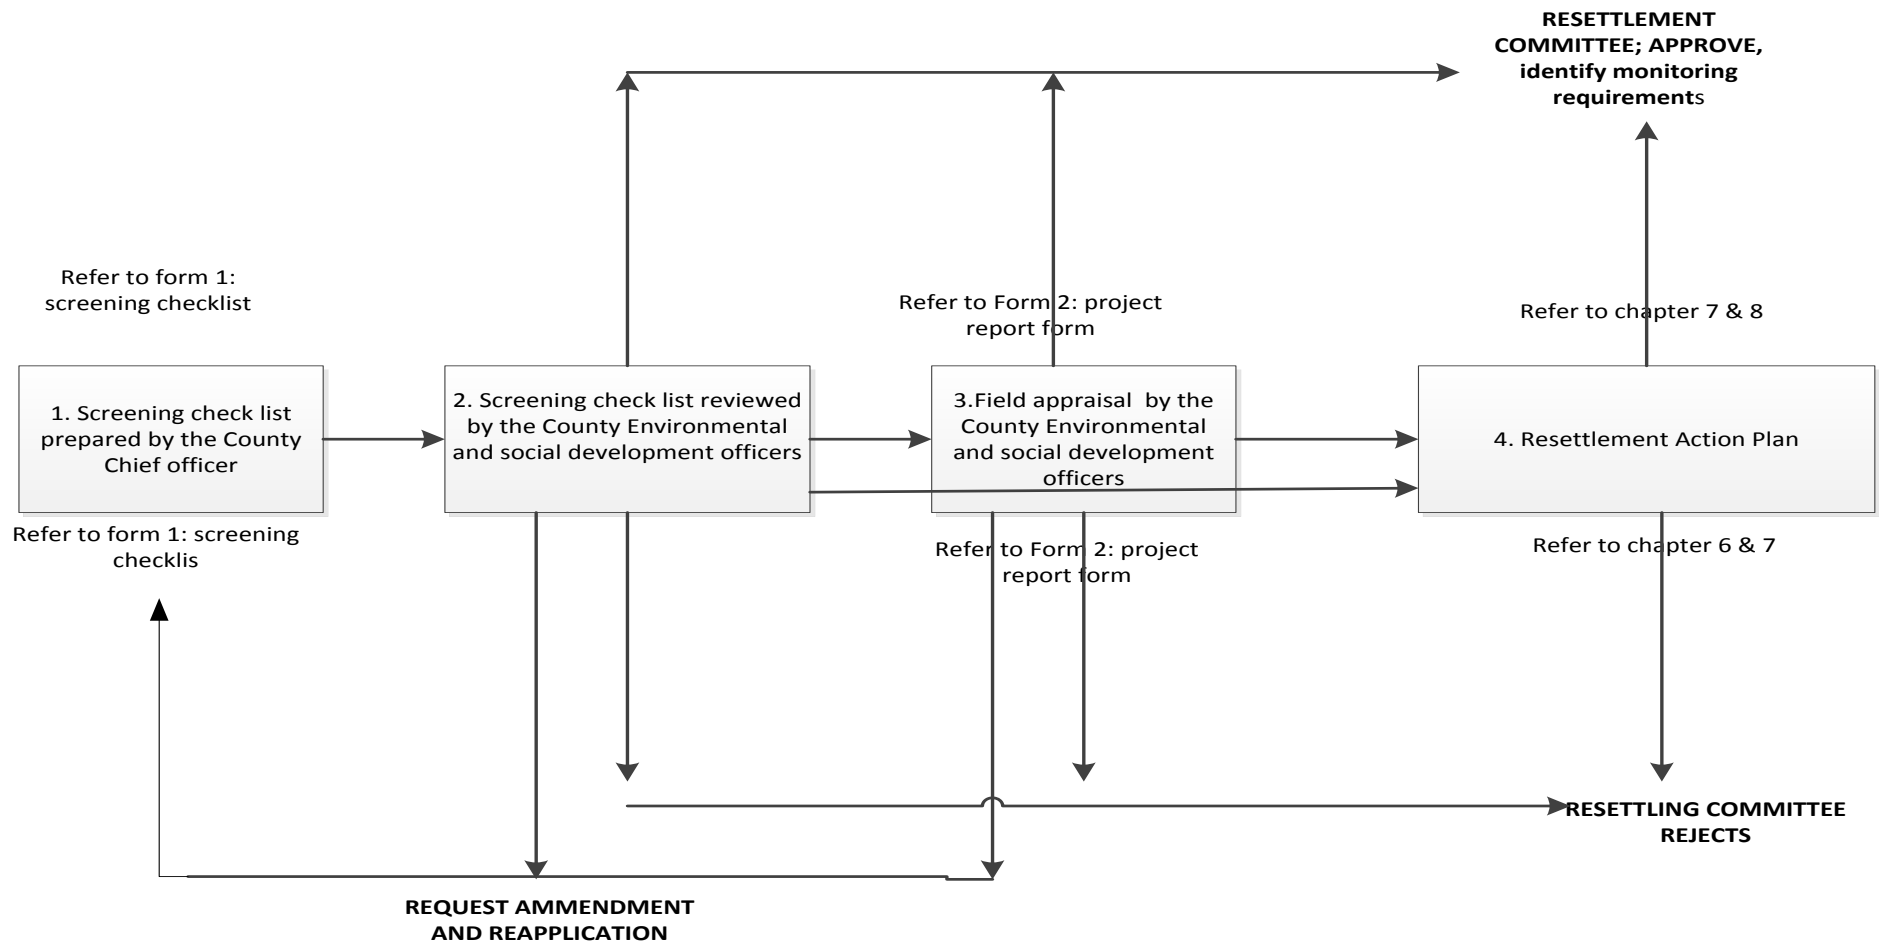 RESETTLEMENT
COMMITTEE; APPROVE,
identify monitoring
requirements
Refer to form 1:
screening checklist
Refer to Form 2: project
report form
Refer to chapter 7 & 8
1. Screening check list
prepared by the County
Chief officer
2. Screening check list reviewed
by the County Environmental
and social development officers
3.Field appraisal by the
County Environmental
and social development
officers
4. Resettlement Action Plan
Refer to form 1: screening
checklis
Refer to Form 2: project
report form
Refer to chapter 6 & 7
RESETTLING COMMITTEE
REJECTS
REQUEST AMMENDMENT
AND REAPPLICATION